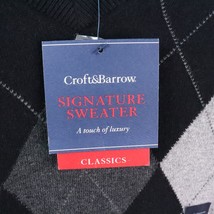 Croft&Barrow.
SIGNATURE
SWEATER
A touch of luxury
CLASSICS